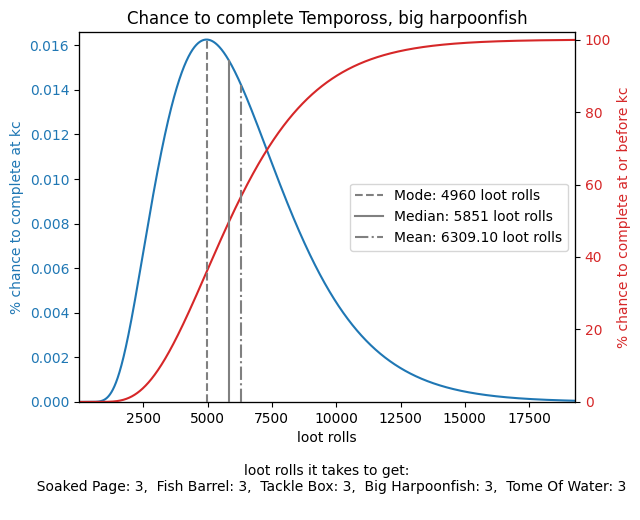 Chance to complete Tempoross, big harpoonfish
% chance to complete at kc
0.016
0.014
0.012
0.010
0.008
0.006
0.004
0.002
0.000
100
80
60
40
20
0
% chance to complete at or before kc
Mode: 4960 loot rolls
Median: 5851 loot rolls
Mean: 6309.10 loot rolls
2500 5000 7500 10000 12500 15000 17500
loot rolls
loot rolls it takes to get:
Soaked Page: 3, Fish Barrel: 3, Tackle Box: 3, Big Harpoonfish: 3, Tome Of Water: 3